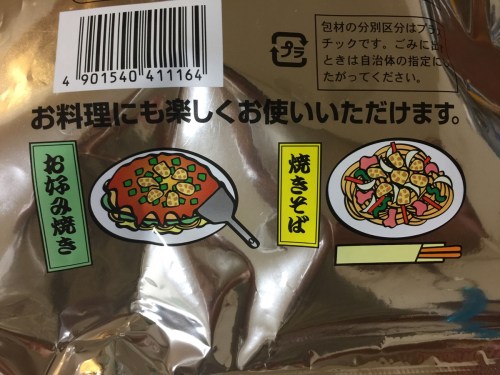 4 901540 411164
プラ
包材の分別区分はプラ
チックです。ごみに
ときは自治体の指定に
たがってください。
お料理にも楽しくお使いいただけます。
お好み焼き
焼きそば